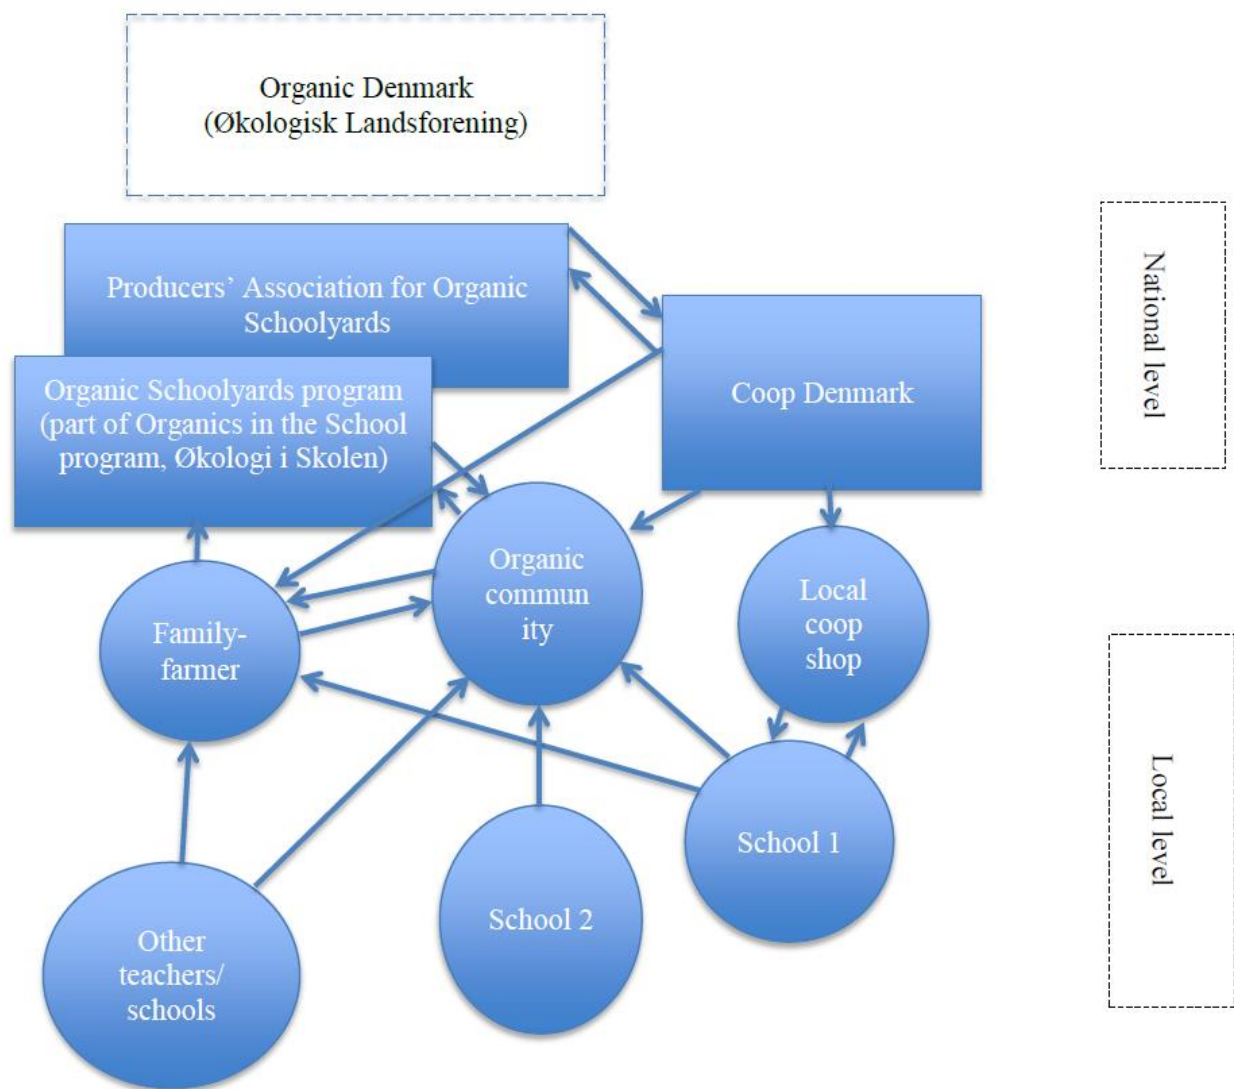 Organic Denmark
(Økologisk Landsforening)
Producers’ Association for Organic
Schoolyards
National level
Organic Schoolyards program
(part of Organics in the School
program, Økologi i Skolen)
Coop Denmark
Organic
commun
ity
Local
coop
shop
Family-
farmer
Local level
School 1
School 2
Other
teachers/
schools